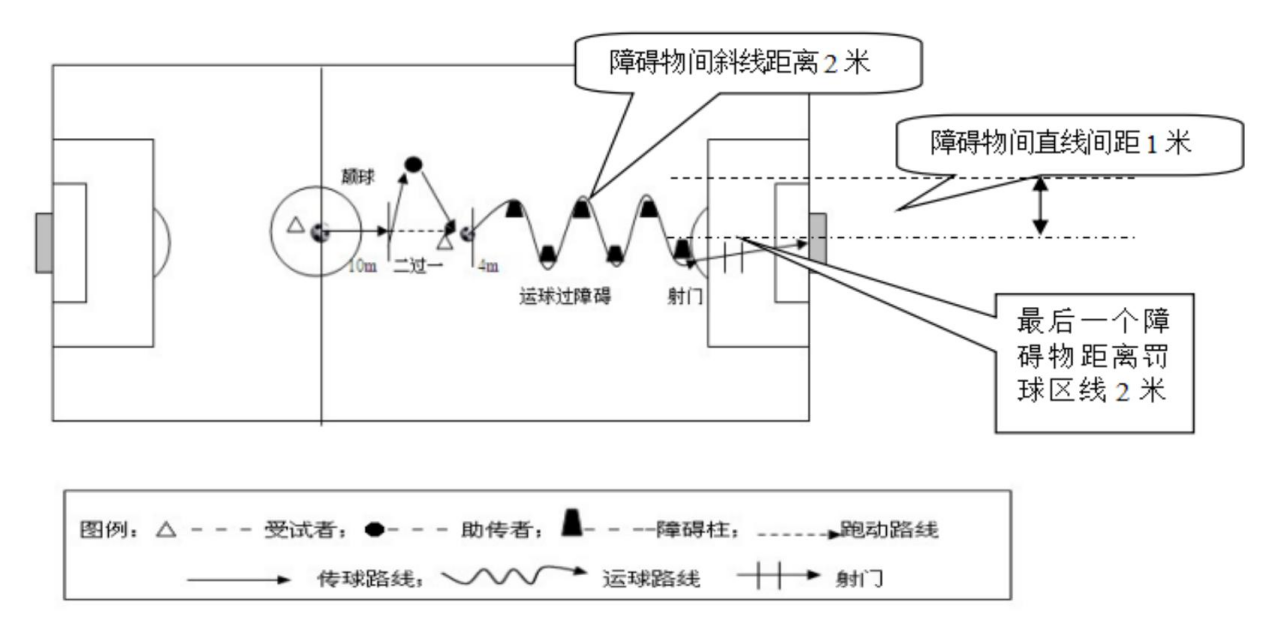 障碍物间斜线距离2米
障碍物间直线间距1米
颠球
10m
二过一
4m
运球过障碍
射门
最后一个障
碍物距离罚
球区线2米
图例:
受试者;
助传者;
障碍柱;
跑动路线
传球路线;
运球路线
射门